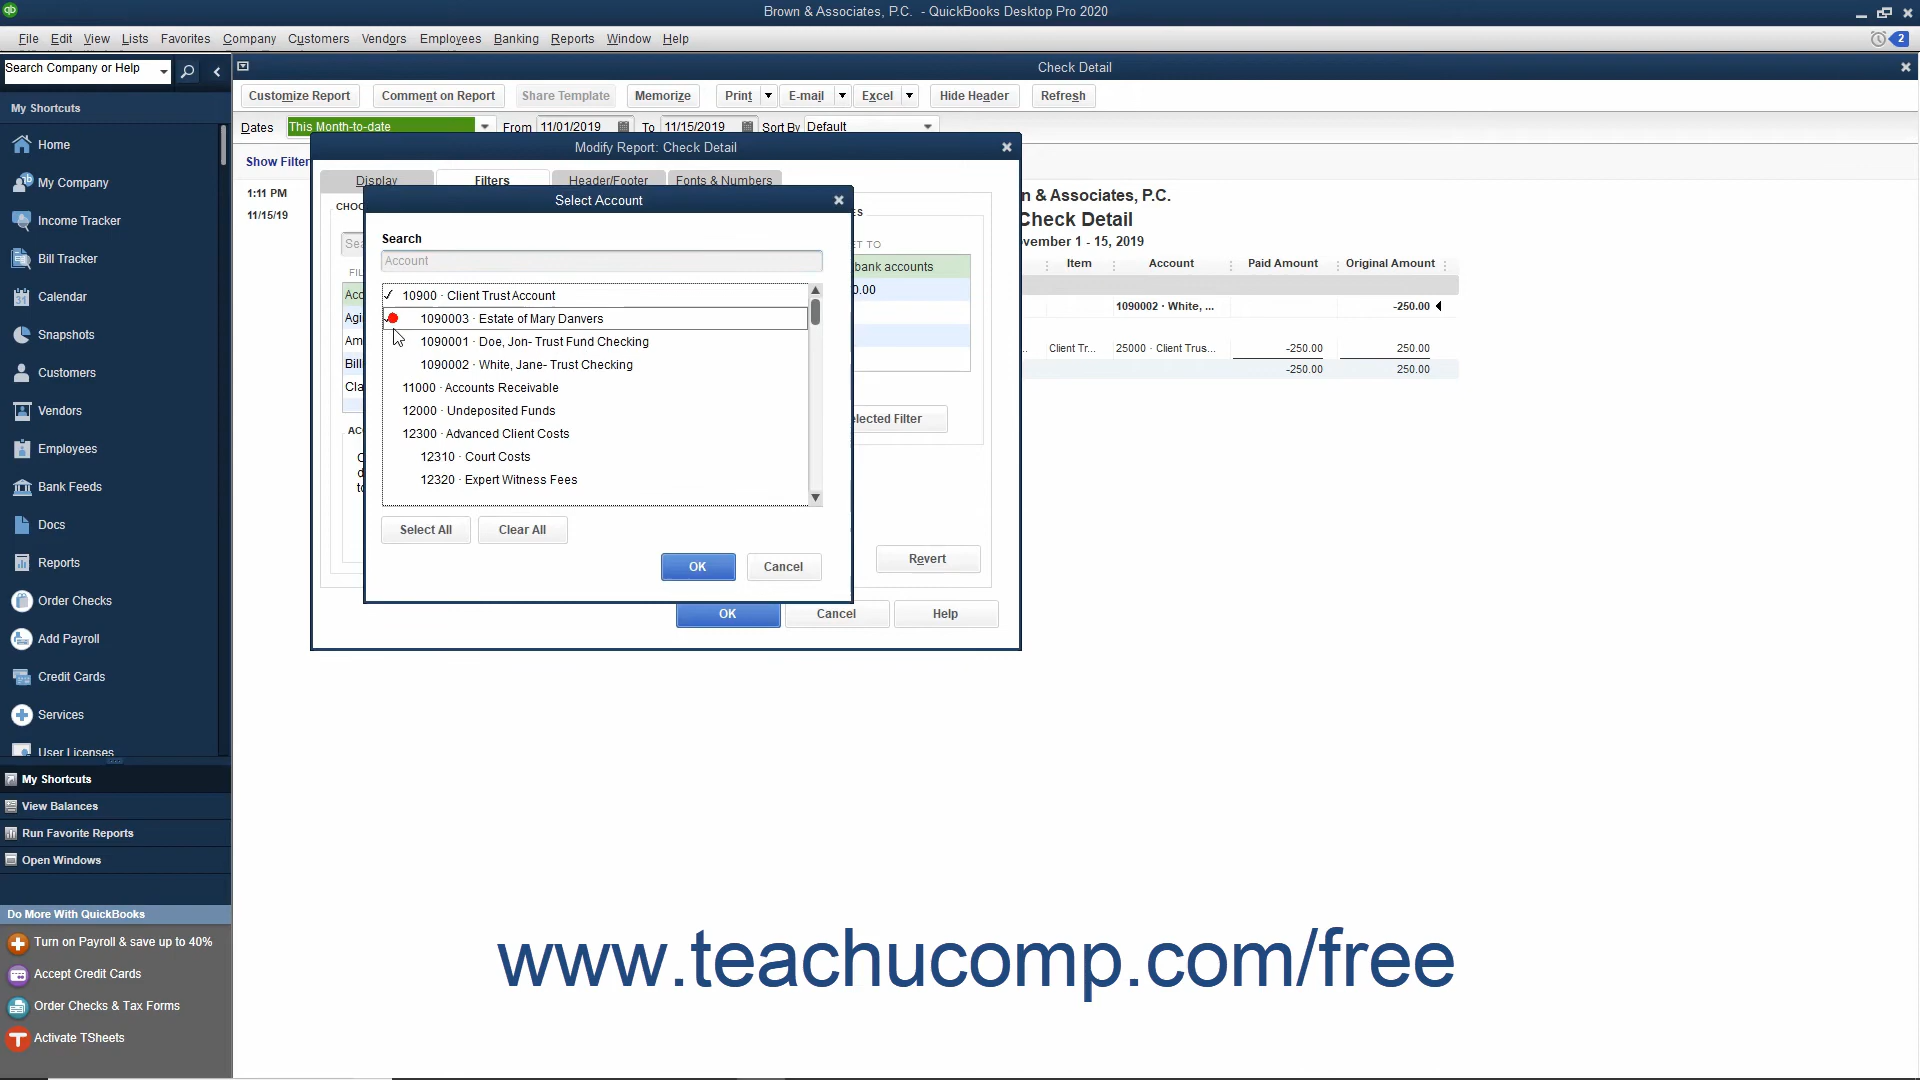 Brown & Associates, P.C. - QuickBooks Desktop Pro 2020
File Edit View Lists Favorites Company Customers Vendors Employees Banking Reports Window Help
2
Search Company or Help
Check Detail
My Shortcuts
Customize Report Comment on Report Share Template Memorize Print E-mail Excel Hide Header Refresh
Dates This Month-to-date From 11/01/2019 To 11/15/2019 Sort By Default
Home
My Company
Income Tracker
Bill Tracker
Calendar
Snapshots
Customers
Vendors
Employees
Bank Feeds
Docs
Reports
Order Checks
Add Payroll
Credit Cards
Services
User Licenses
My Shortcuts
View Balances
Run Favorite Reports
Open Windows
Do More With QuickBooks
Turn on Payroll & save up to 40%
Accept Credit Cards
Order Checks & Tax Forms
Activate TSheets
Show Filter
1:11 PM
11/15/19
Modify Report: Check Detail
Display Filters Header/Footer Fonts & Numbers
Select Account
Search
Account
10900 · Client Trust Account
1090003 · Estate of Mary Danvers
1090001 · Doe, Jon- Trust Fund Checking
1090002 · White, Jane- Trust Checking
11000 · Accounts Receivable
12000 · Undeposited Funds
12300 · Advanced Client Costs
12310 · Court Costs
12320 · Expert Witness Fees
Select All Clear All
OK Cancel
bank accounts
0.00
elected Filter
Revert
OK Cancel Help
n & Associates, P.C.
Check Detail
vember 1 - 15, 2019
Item Account Paid Amount Original Amount
1090002 · White, ... -250.00
Client Tr... 25000 · Client Trus... -250.00 250.00
-250.00 250.00
www.teachucomp.com/free